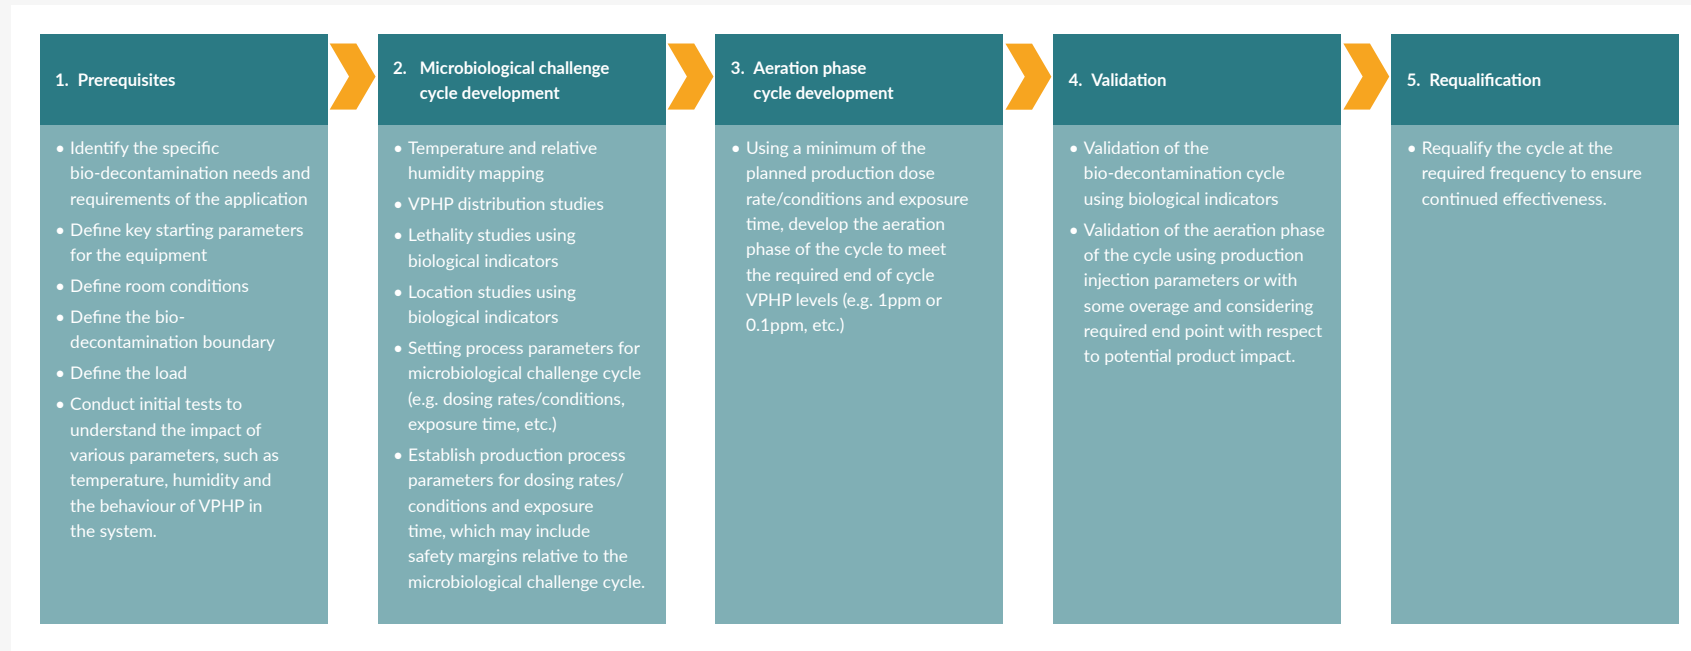 1. Prerequisites
• Identify the specific
bio-decontamination needs and
requirements of the application
• Define key starting parameters
for the equipment
• Define room conditions
• Define the bio-
decontamination boundary
• Define the load
• Conduct initial tests to
understand the impact of
various parameters, such as
temperature, humidity and
the behaviour of VPHP in
the system.
2. Microbiological challenge
cycle development
• Temperature and relative
humidity mapping
• VPHP distribution studies
• Lethality studies using
biological indicators
• Location studies using
biological indicators
• Setting process parameters for
microbiological challenge cycle
(e.g. dosing rates/conditions,
exposure time, etc.)
• Establish production process
parameters for dosing rates/
conditions and exposure
time, which may include
safety margins relative to the
microbiological challenge cycle.
3. Aeration phase
cycle development
• Using a minimum of the
planned production dose
rate/conditions and exposure
time, develop the aeration
phase of the cycle to meet
the required end of cycle
VPHP levels (e.g. 1ppm or
0.1ppm, etc.)
4. Validation
• Validation of the
bio-decontamination cycle
using biological indicators
• Validation of the aeration phase
of the cycle using production
injection parameters or with
some overage and considering
required end point with respect
to potential product impact.
5. Requalification
• Requalify the cycle at the
required frequency to ensure
continued effectiveness.